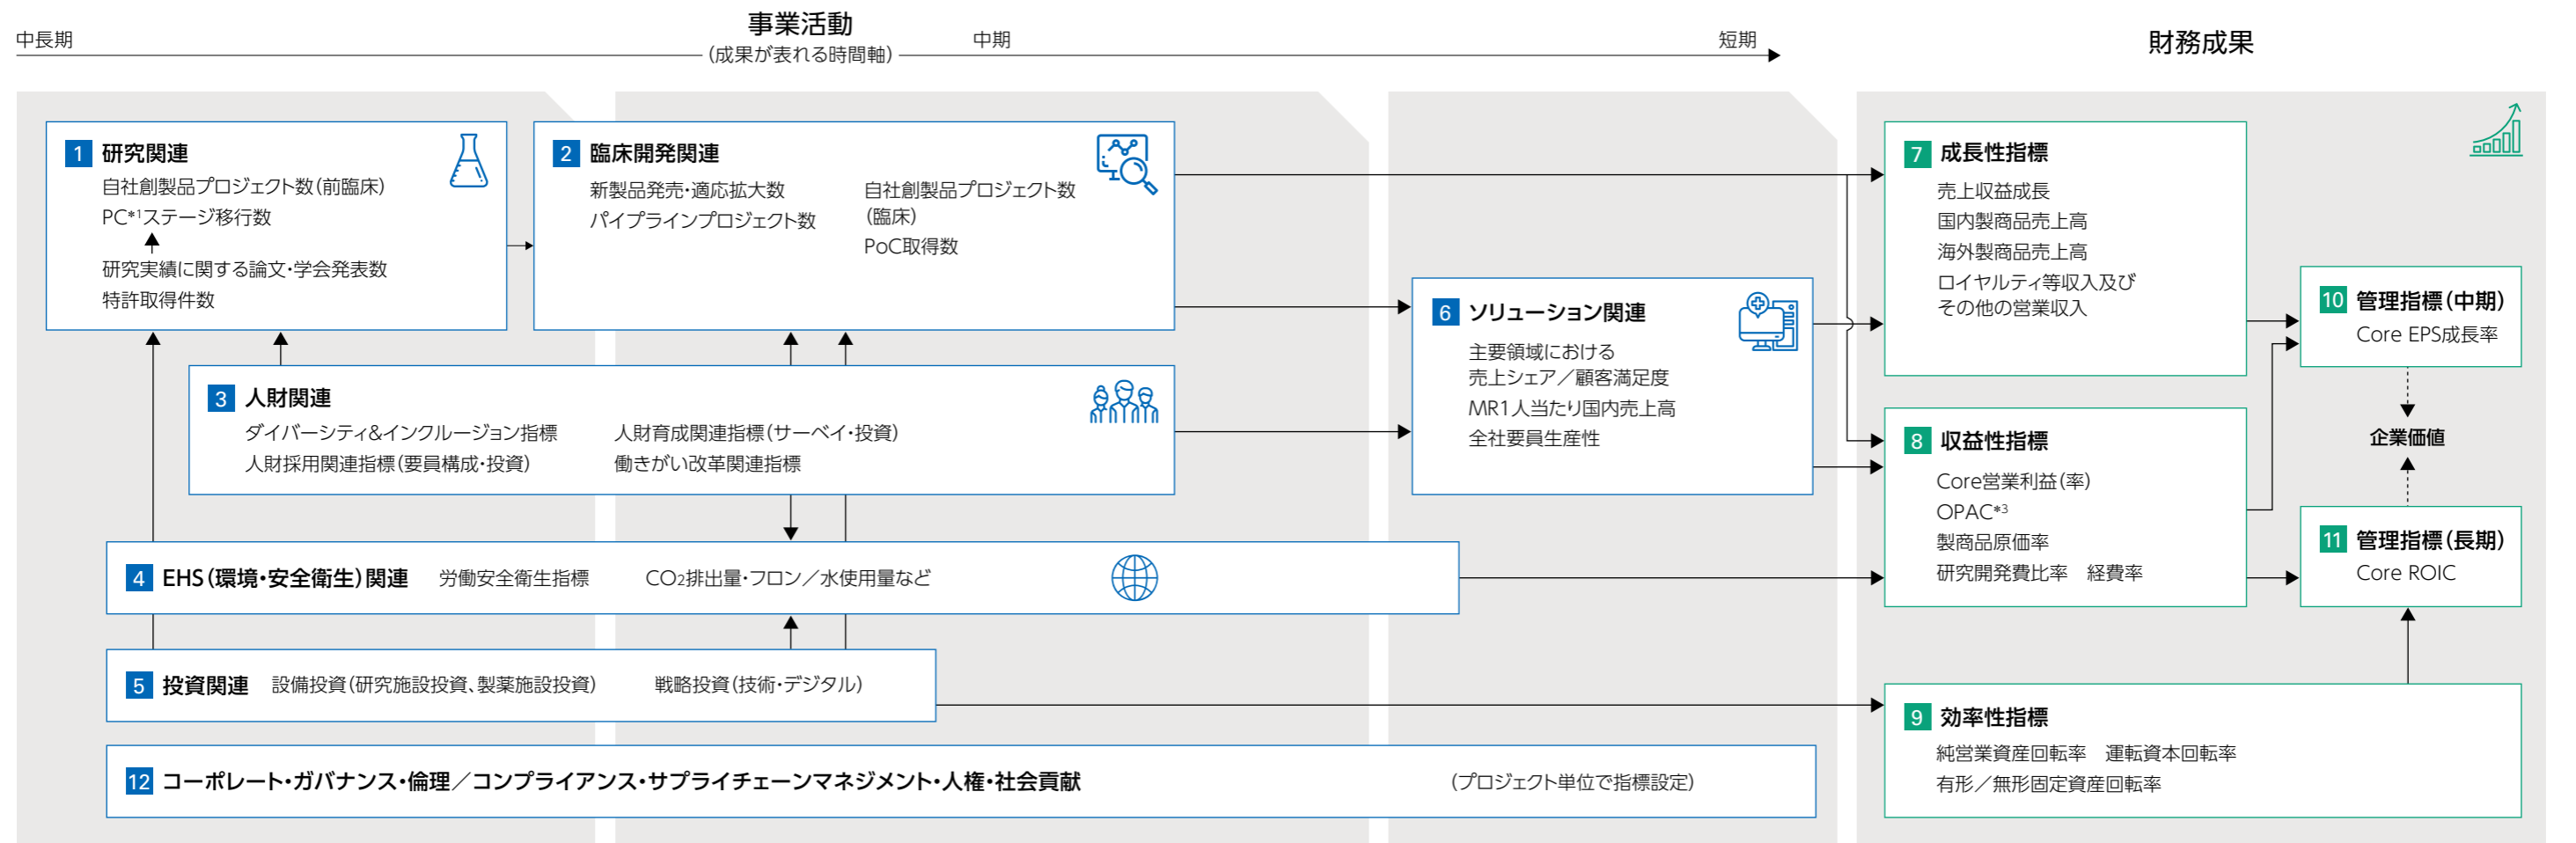 事業活動
中長期
(成果が表れる時間軸)
中期
短期
財務成果
1 研究関連
自社創製品プロジェクト数(前臨床)
PC*1ステージ移行数
研究実績に関する論文・学会発表数
特許取得件数
2 臨床開発関連
新製品発売・適応拡大数
パイプラインプロジェクト数
自社創製品プロジェクト数
(臨床)
PoC取得数
3 人財関連
ダイバーシティ&インクルージョン指標
人財採用関連指標(要員構成・投資)
人財育成関連指標(サーベイ・投資)
働きがい改革関連指標
4 EHS(環境・安全衛生)関連 労働安全衛生指標 CO2排出量・フロン／水使用量など
5 投資関連 設備投資(研究施設投資、製薬施設投資) 戦略投資(技術・デジタル)
12 コーポレート・ガバナンス・倫理／コンプライアンス・サプライチェーンマネジメント・人権・社会貢献 (プロジェクト単位で指標設定)
6 ソリューション関連
主要領域における
売上シェア／顧客満足度
MR1人当たり国内売上高
全社要員生産性
7 成長性指標
売上収益成長
国内製商品売上高
海外製商品売上高
ロイヤルティ等収入及び
その他の営業収入
8 収益性指標
Core営業利益(率)
OPAC*3
製商品原価率
研究開発費比率 経費率
9 効率性指標
純営業資産回転率 運転資本回転率
有形／無形固定資産回転率
10 管理指標(中期)
Core EPS成長率
企業価値
11 管理指標(長期)
Core ROIC